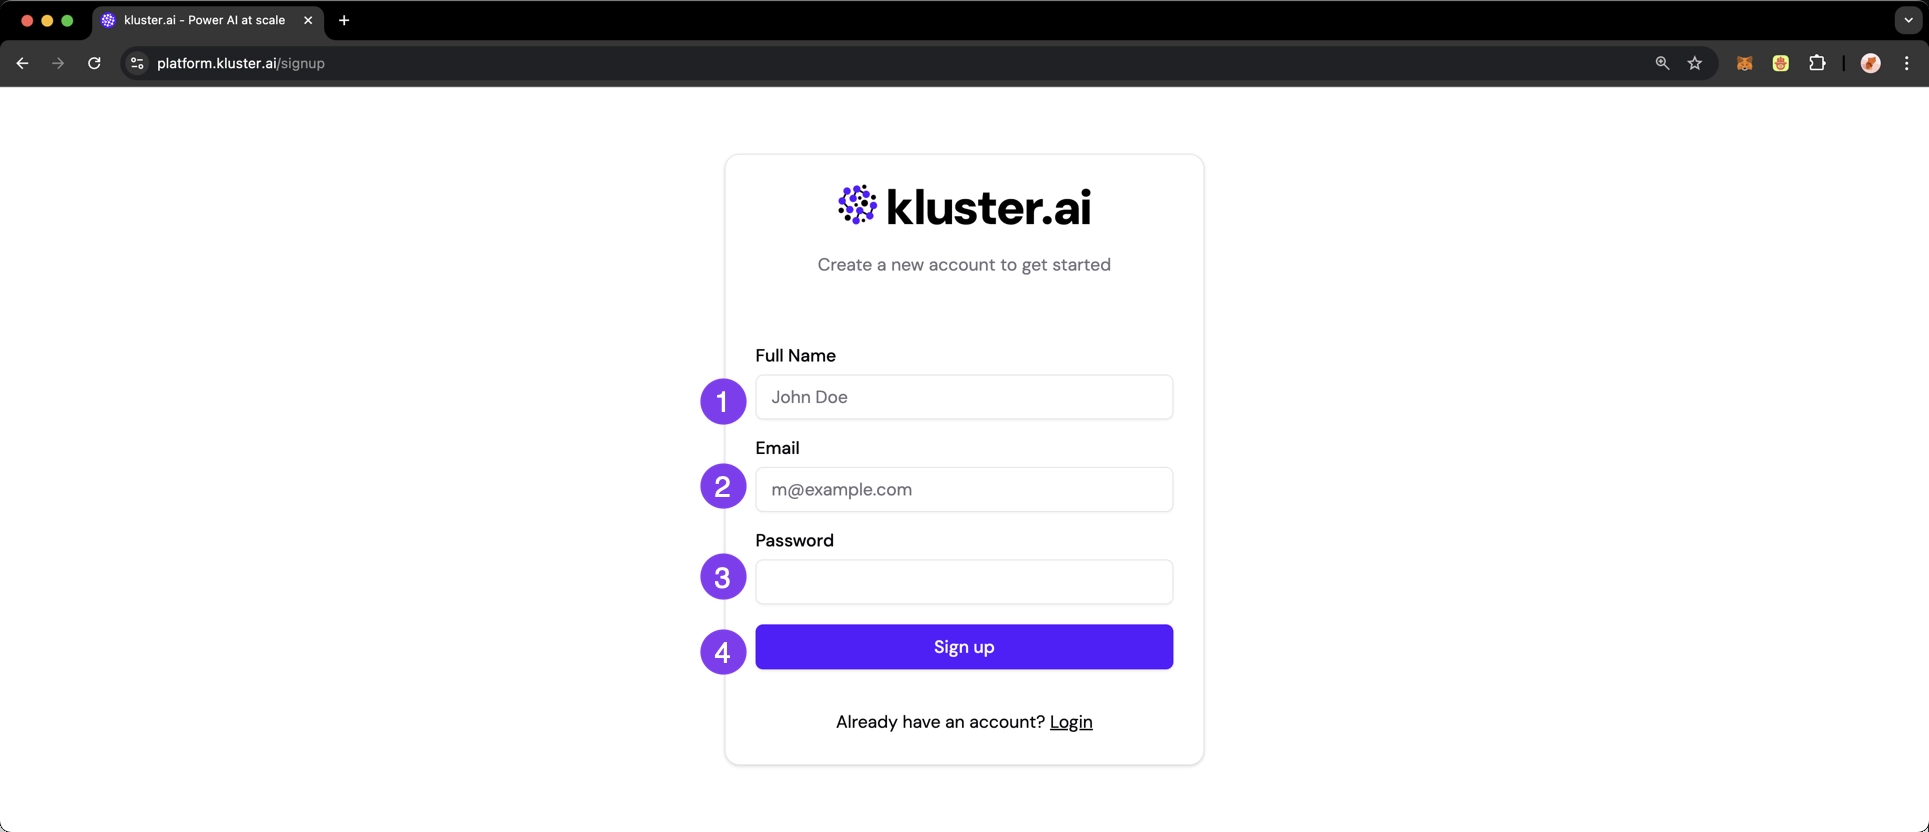 kluster.ai - Power AI at scale
platform.kluster.ai/signup
kluster.ai
Create a new account to get started
Full Name
1 John Doe
Email
2 m@example.com
Password
3
4 Sign up
Already have an account? Login